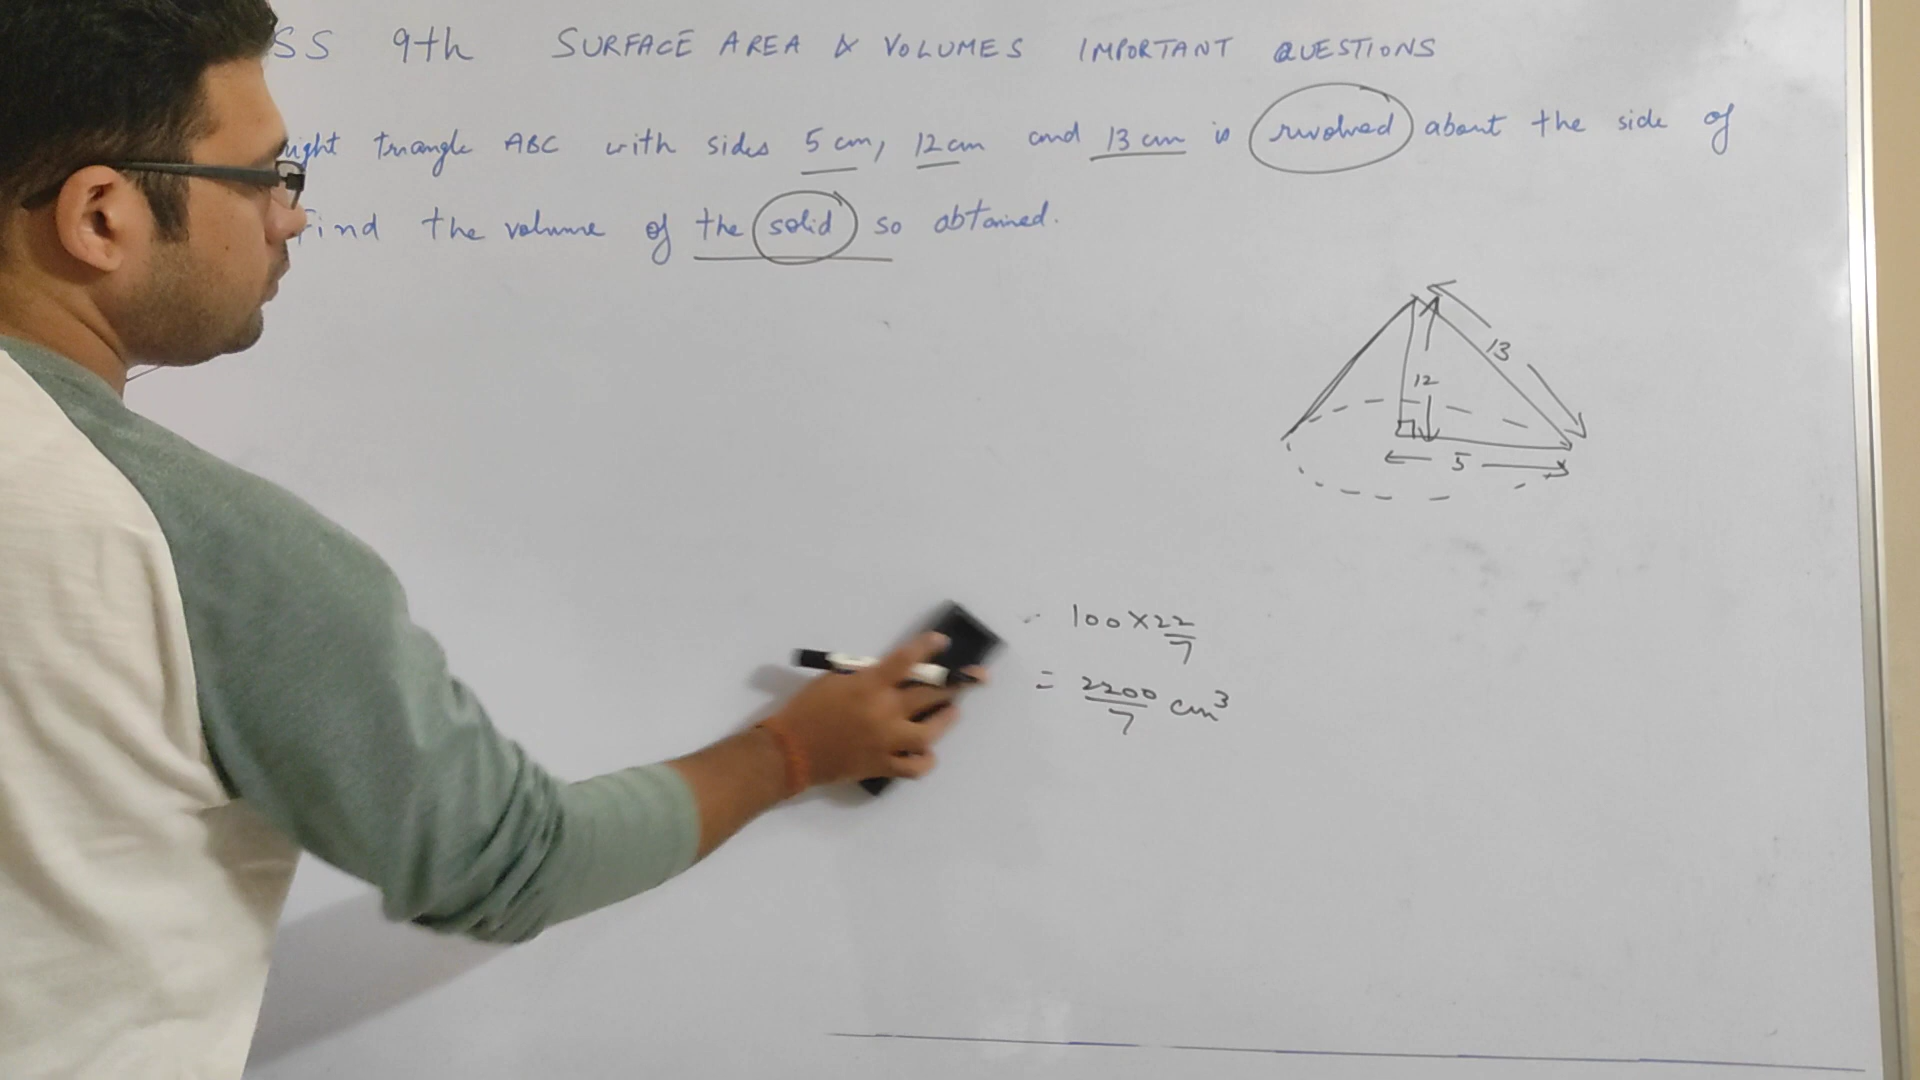 SS 9th SURFACE AREA & VOLUMES IMPORTANT QUESTIONS
ught triangle ABC with sides 5 cm, 12 cm and 13 cm is revolved about the side of
Find the volume of the solid so obtained.
13
12
5
100 × 22/7
= 2200/7 cm³